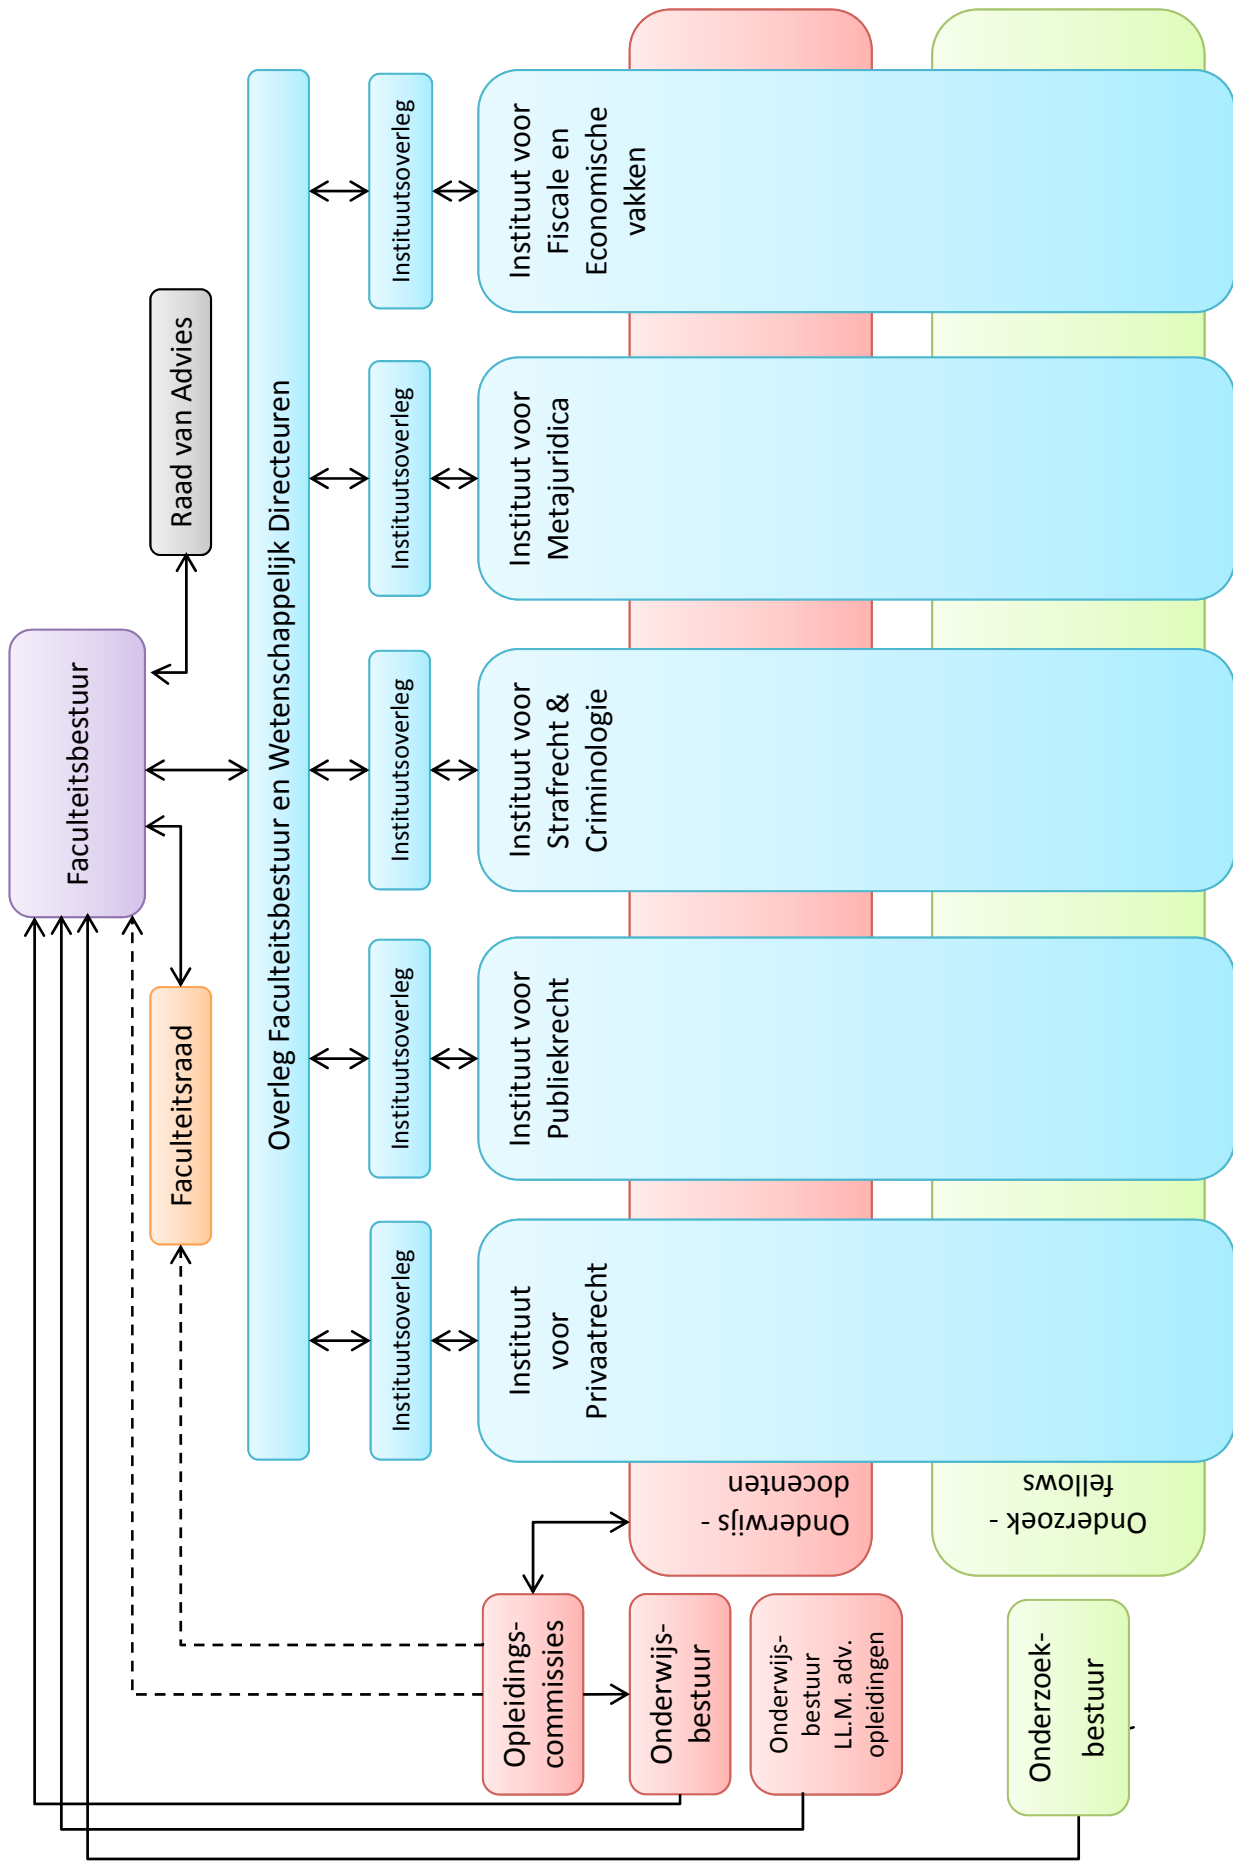 Faculteitsbestuur
Faculteitsraad
Raad van Advies
Overleg Faculteitsbestuur en Wetenschappelijk Directeuren
Instituutsoverleg
Instituutsoverleg
Instituutsoverleg
Instituutsoverleg
Instituutsoverleg
Opleidings-
commissies
Onderwijs-
bestuur
Onderwijs-
bestuur
LL.M. adv.
opleidingen
Onderzoek-
bestuur
Onderwijs -
docenten
Onderzoek -
fellows
Instituut
voor
Privaatrecht
Instituut voor
Publiekrecht
Instituut voor
Strafrecht &
Criminologie
Instituut voor
Metajuridica
Instituut voor
Fiscale en
Economische
vakken